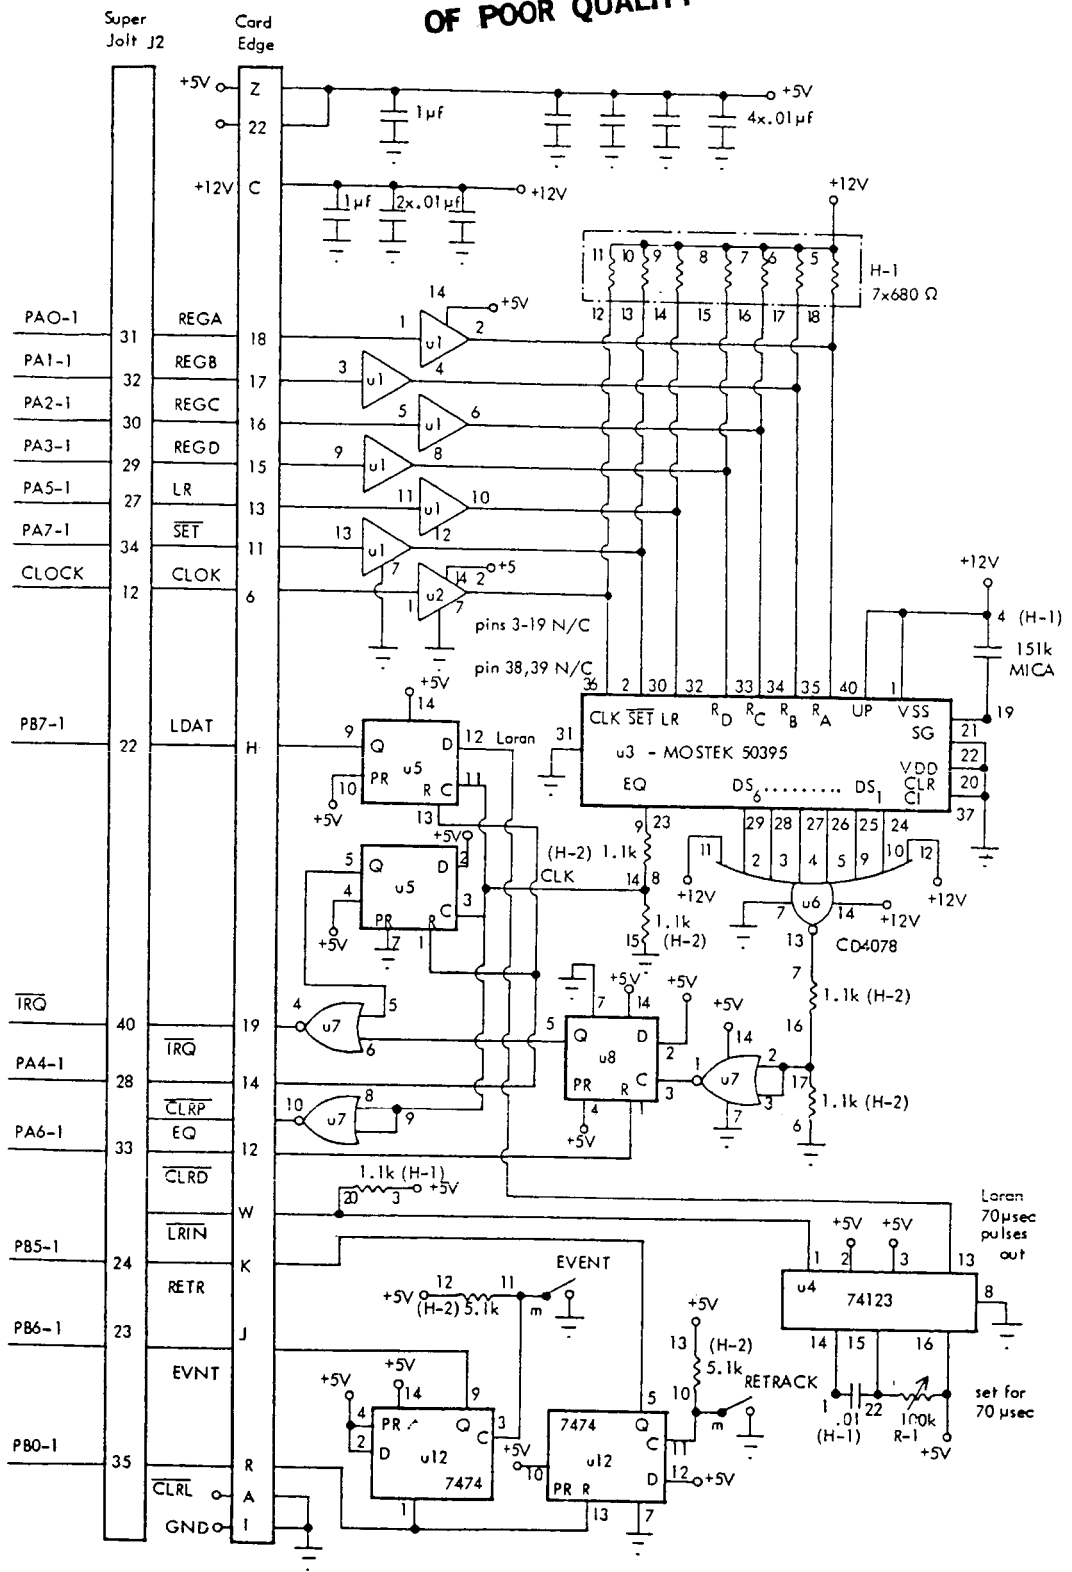 OF POOR QUALITY
Super
Jolt J2
Card
Edge
+5V
Z
+5V
1µf
4x.01µf
22
+12V
C
+12V
1µf
2x.01µf
+12V
11 10 9 8 7 6 5
H-1
7x680 Ω
12 13 14 15 16 17 18
14
+5V
PA0-1
31
REGA
18
1
u1
2
PA1-1
32
REGB
17
3
u1
4
PA2-1
30
REGC
16
5
u1
6
PA3-1
29
REGD
15
9
u1
8
PA5-1
27
LR
13
11
u1
10
12
PA7-1
34
SET
11
13
u1
7
CLOCK
12
CLOK
6
1
u2
14
2
+5
7
pins 3-19 N/C
pin 38,39 N/C
+12V
4 (H-1)
151k
MICA
36 2 30 32 33 34 35 40 1
19
CLK SET LR RD RC RB RA UP VSS
SG
21
31
u3 - MOSTEK 50395
VDD
22
CLR
20
EQ
DS6......... DS1
CI
37
23
29 28 27 26 25 24
+5V
14
PB7-1
22
LDAT
H
9
Q
D
12
Loran
u5
PR
10
R
C
11
+5V
13
+5V
2
5
Q
D
u5
4
C
3
+5V
PR
R
7
1
CLK
9
(H-2) 1.1k
14
8
1.1k
15
(H-2)
11
2 3 4 5 9 10
12
+12V
+12V
u6
7
14
+12V
13
CD4078
7
1.1k (H-2)
16
17
1.1k (H-2)
6
IRQ
40
IRQ
19
4
u7
5
6
5
7
+5V
14
+5V
Q
D
2
u8
PR
R
C
3
4
1
+5V
+5V
14
1
u7
2
3
7
PA4-1
28
CLRP
14
10
u7
8
9
EQ
PA6-1
33
12
CLRD
1.1k (H-1)
20
3
+5V
W
LRIN
Loran
70µsec
pulses
out
+5V
+5V
1
2
3
13
u4
74123
8
14
15
16
1
.01
(H-1)
22
100k
R-1
+5V
set for
70 µsec
PB5-1
24
K
RETR
EVENT
+5V
12
11
(H-2) 5.1k
m
PB6-1
23
J
EVNT
+5V
13
(H-2)
5.1k
10
RETRACK
m
+5V
+5V
14
9
4
PR
Q
3
C
2
D
u12
7474
1
5
7474
Q
C
11
+5V
10
u12
D
12
+5V
PR R
13
7
PB0-1
35
R
CLRL
A
GND
I